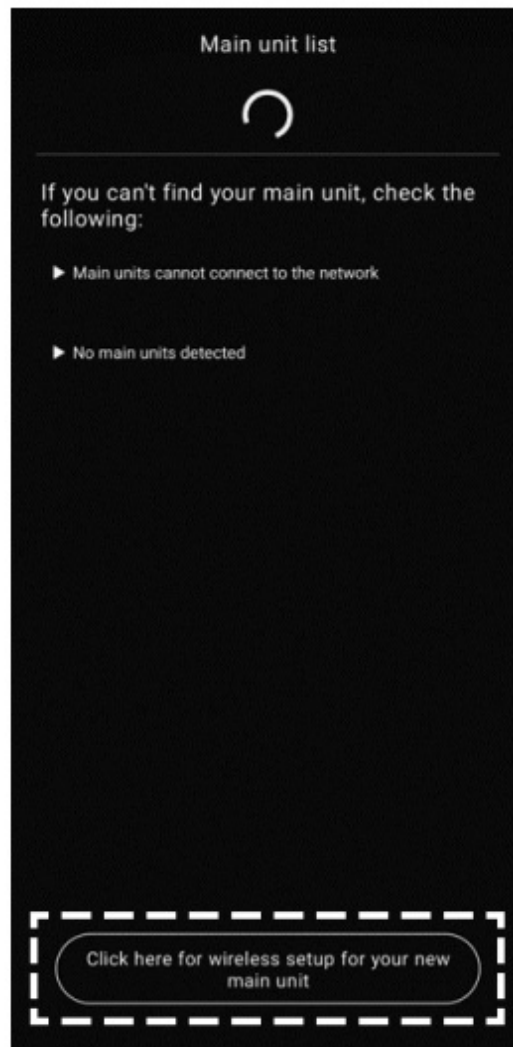 Main unit list
If you can't find your main unit, check the
following:
▶ Main units cannot connect to the network
▶ No main units detected
Click here for wireless setup for your new
main unit